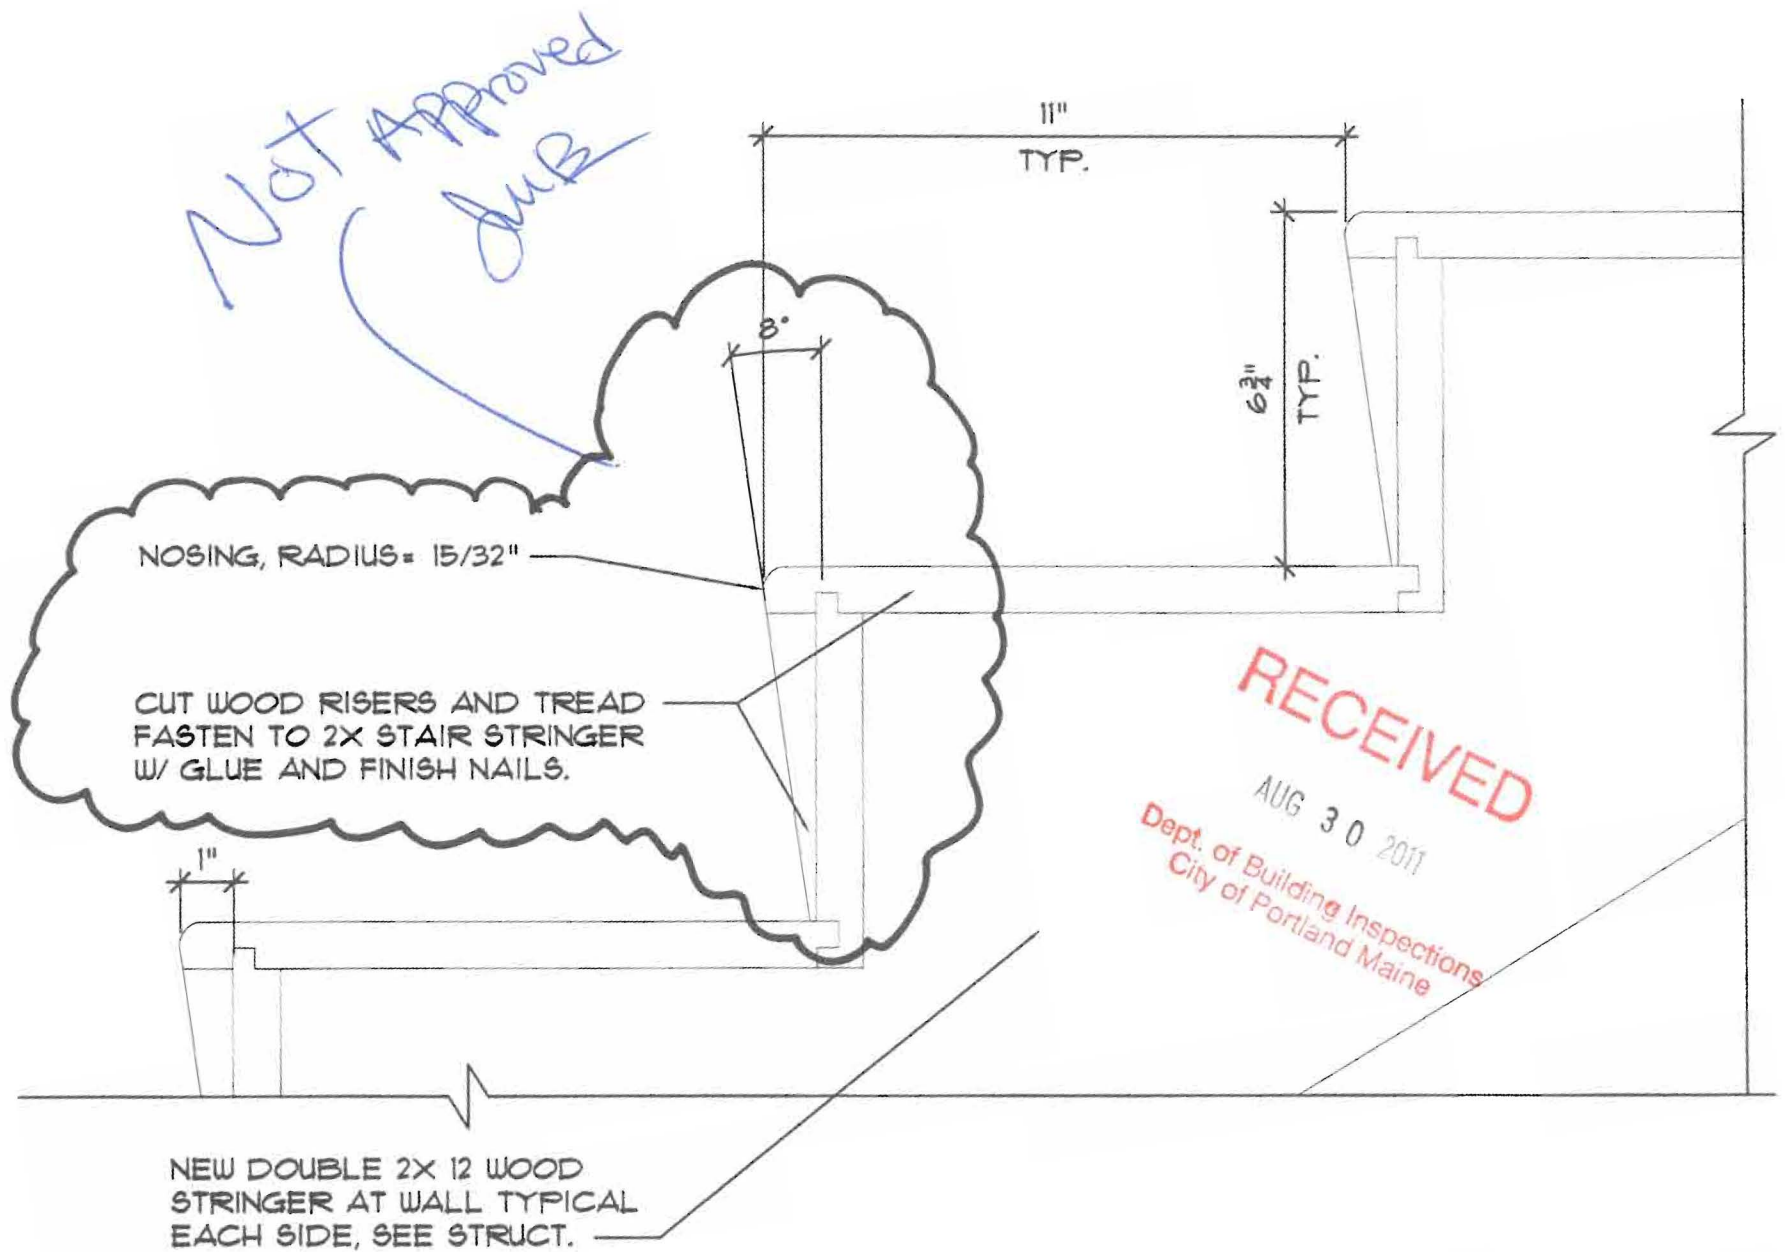 Not Approved
JMB
11"
TYP.
8°
6 3/4"
TYP.
NOSING, RADIUS= 15/32"
CUT WOOD RISERS AND TREAD
FASTEN TO 2X STAIR STRINGER
W/ GLUE AND FINISH NAILS.
RECEIVED
AUG 30 2011
Dept. of Building Inspections
City of Portland Maine
1"
NEW DOUBLE 2X 12 WOOD
STRINGER AT WALL TYPICAL
EACH SIDE, SEE STRUCT.